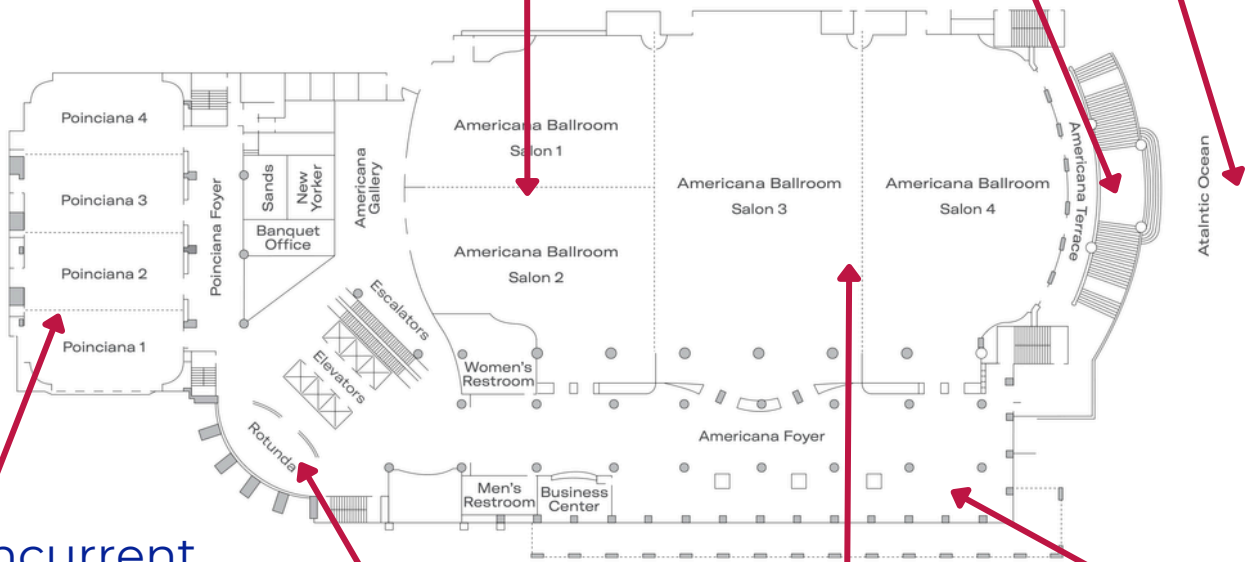 Poinciana 4
Poinciana 3
Poinciana 2
Poinciana 1
Poinciana Foyer
Sands
New
Yorker
Banquet
Office
Americana
Gallery
Americana Ballroom
Salon 1
Americana Ballroom
Salon 2
Americana Ballroom
Salon 3
Americana Ballroom
Salon 4
Americana Terrace
Atalntic Ocean
Escalators
Elevators
Women's
Restroom
Rotunda
Americana Foyer
Men's
Restroom
Business
Center